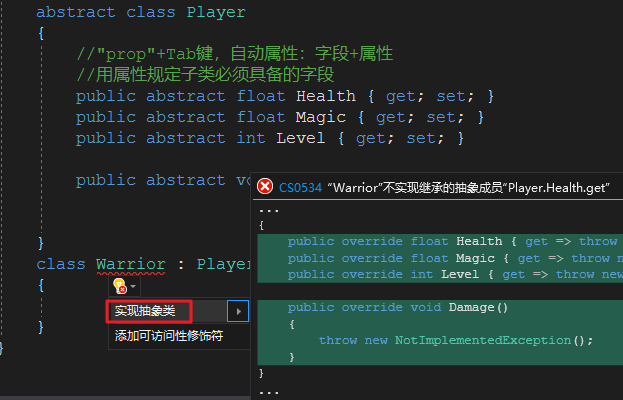 abstract class Player
{
//"prop"+Tab键，自动属性：字段+属性
//用属性规定子类必须具备的字段
public abstract float Health { get; set; }
public abstract float Magic { get; set; }
public abstract int Level { get; set; }
public abstract vo
}
class Warrior : Player
{
}
}
实现抽象类
添加可访问性修饰符
CS0534 “Warrior”不实现继承的抽象成员“Player.Health.get”
...
{
public override float Health { get => throw
public override float Magic { get => throw ne
public override int Level { get => throw new
public override void Damage()
{
throw new NotImplementedException();
}
}
...